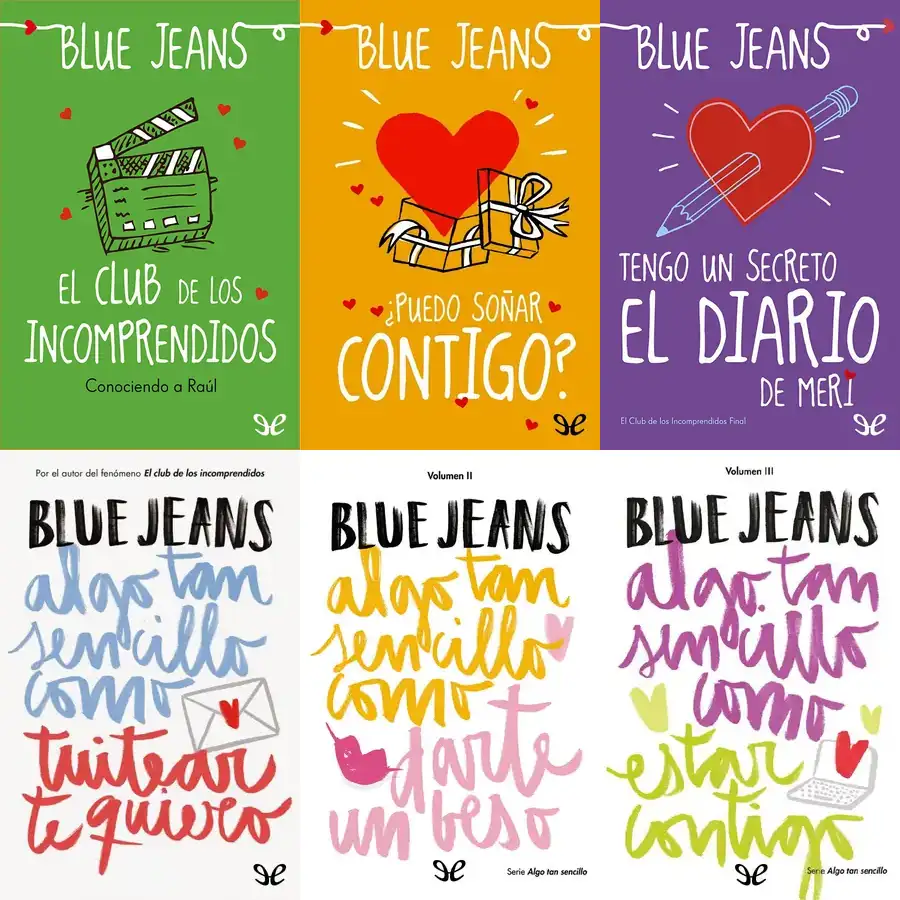 BLUE JEANS
EL CLUB DE LOS
INCOMPRENDIDOS
Conociendo a Raúl
BLUE JEANS
¿PUEDO SOÑAR
CONTIGO?
BLUE JEANS
TENGO UN SECRETO
EL DIARIO
DE MERI
El Club de los Incomprendidos Final
Por el autor del fenómeno El club de los incomprendidos
BLUE JEANS
algo tan
sencillo
como
tuitear
te quiero
Volumen II
BLUE JEANS
algo tan
sencillo
como
darte
un beso
Serie Algo tan sencillo
Volumen III
BLUE JEANS
algo tan
sencillo
como
estar
contigo
Serie Algo tan sencillo